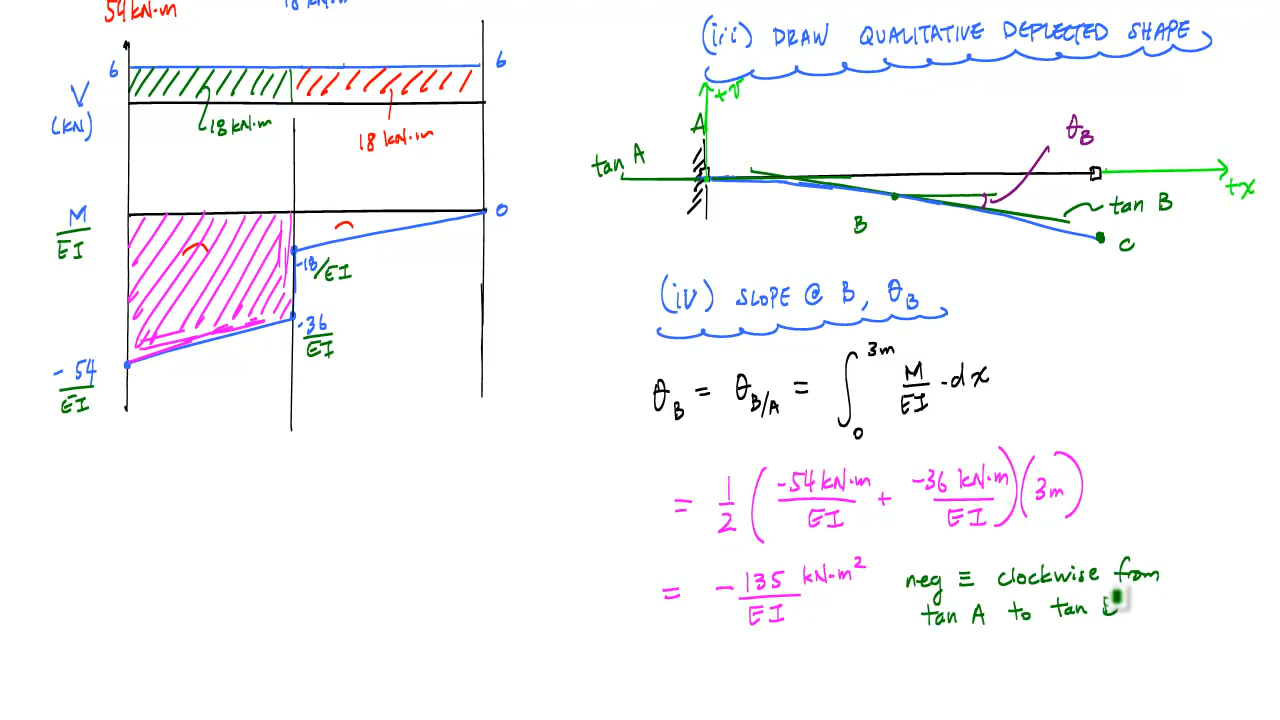 54 kN·m
6
6
V
(kN)
18 kN·m
18 kN·m
M
EI
0
-18/EI
-36
EI
-54
EI
(iii) DRAW QUALITATIVE DEFLECTED SHAPE
+v
A
θB
tan A
+x
B
tan B
C
(iv) SLOPE @ B, θB
θB = θB/A = ∫₀^3m M/EI · dx
= 1/2 (-54 kN·m/EI + -36 kN·m/EI)(3m)
= -135 kN·m²/EI
neg ≡ clockwise from
tan A to tan